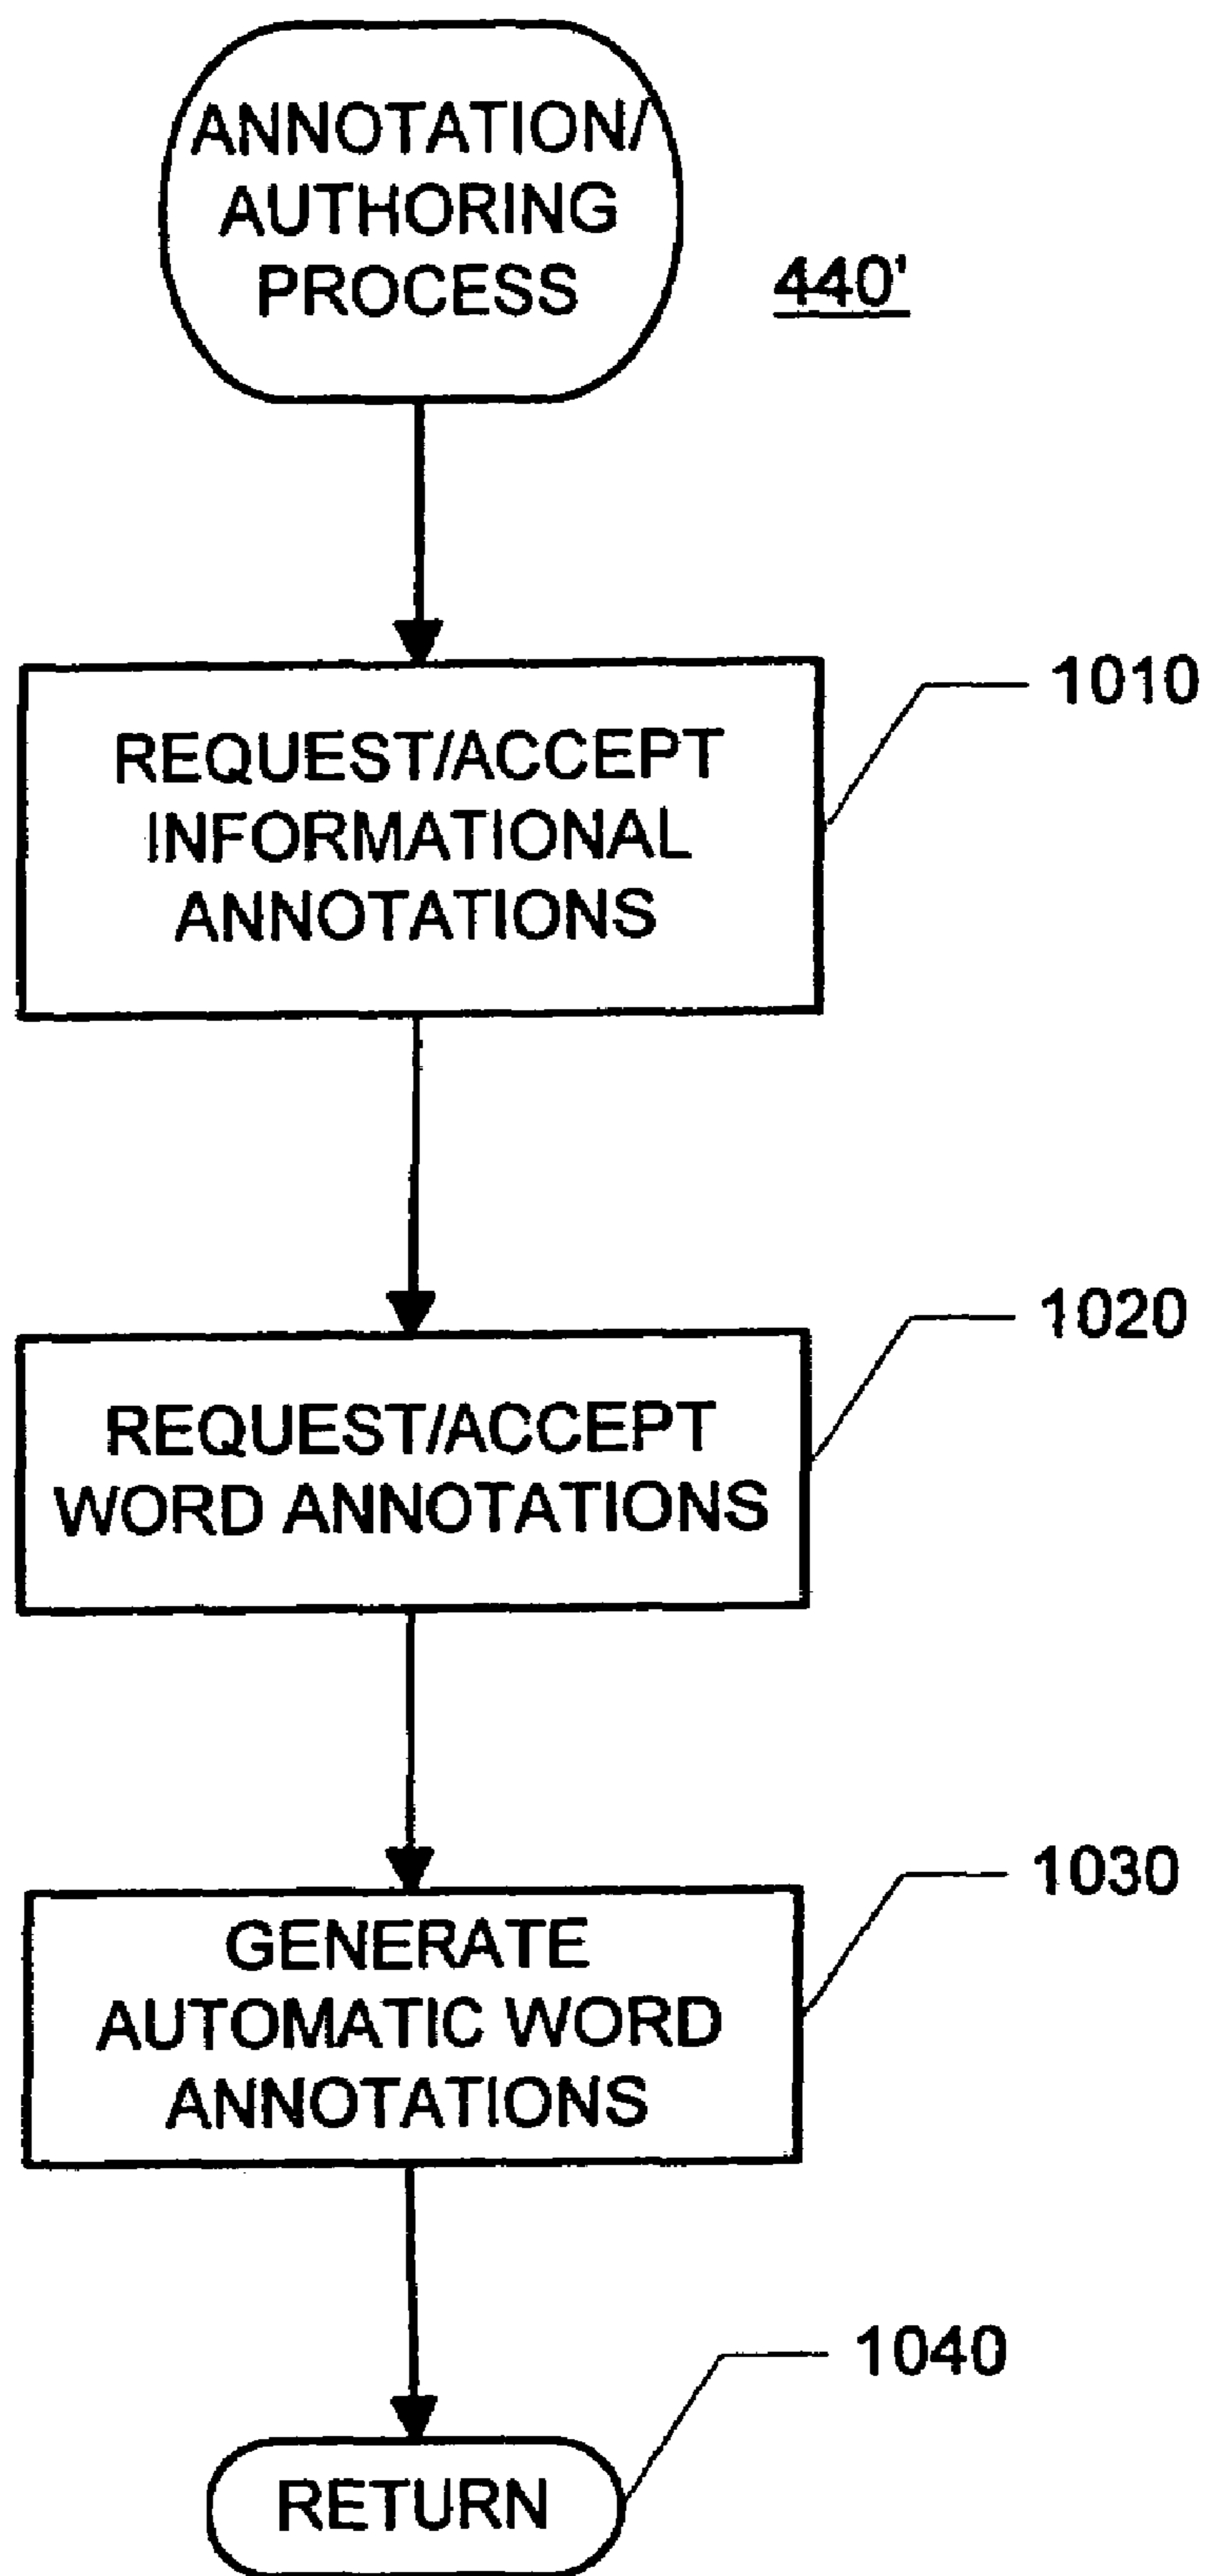 ANNOTATION/
AUTHORING
PROCESS
440'
REQUEST/ACCEPT
INFORMATIONAL
ANNOTATIONS
1010
REQUEST/ACCEPT
WORD ANNOTATIONS
1020
GENERATE
AUTOMATIC WORD
ANNOTATIONS
1030
RETURN
1040